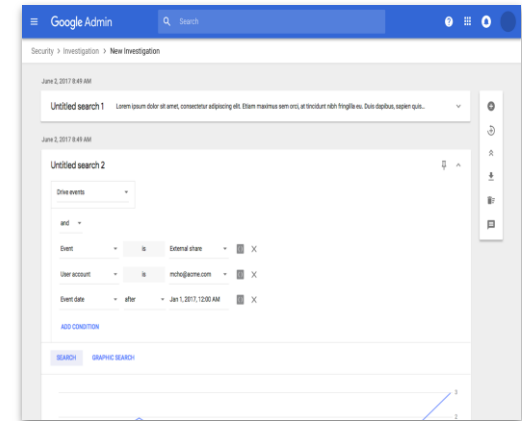 Google Admin
Search
Security > Investigation > New Investigation
June 2, 2017 8:49 AM
Untitled search 1 Lorem ipsum dolor sit amet, consectetur adipiscing elit. Etiam maximus sem orci, at tincidunt nibh fringilla eu. Duis dapibus, sapien quis...
June 2, 2017 8:49 AM
Untitled search 2
Drive events
and
Event is External share X
User account is mcho@acme.com X
Event date after Jan 1, 2017, 12:00 AM X
ADD CONDITION
SEARCH GRAPHIC SEARCH
3
2